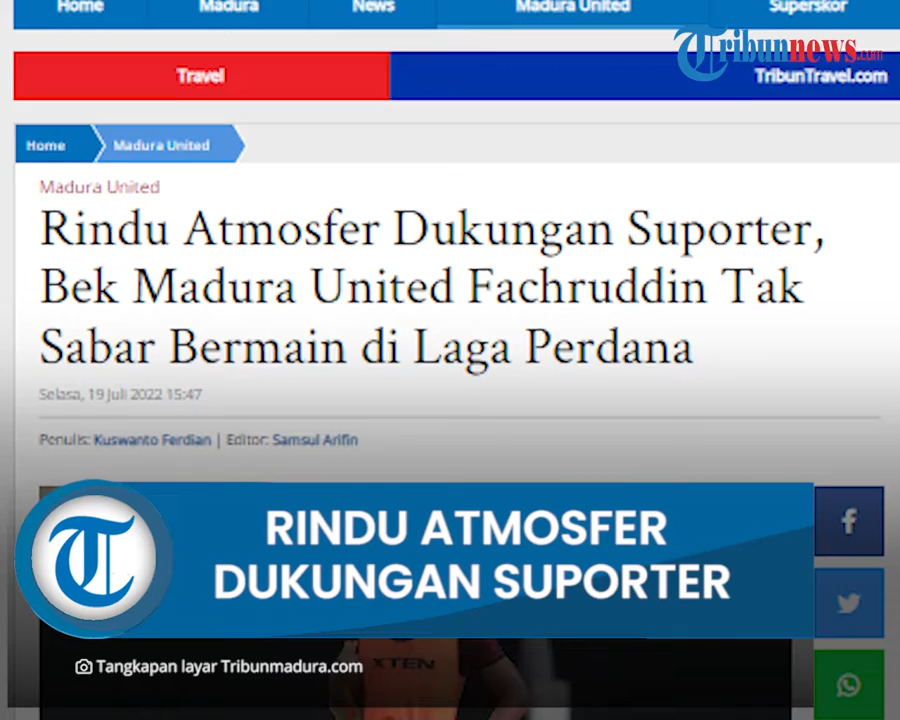 Home Madura News Madura United Superskor
Tribunnews.com
Travel TribunTravel.com
Home Madura United
Madura United
Rindu Atmosfer Dukungan Suporter,
Bek Madura United Fachruddin Tak
Sabar Bermain di Laga Perdana
Selasa, 19 Juli 2022 15:47
Penulis: Kuswanto Ferdian | Editor: Samsul Arifin
RINDU ATMOSFER
DUKUNGAN SUPORTER
Tangkapan layar Tribunmadura.com
XTEN